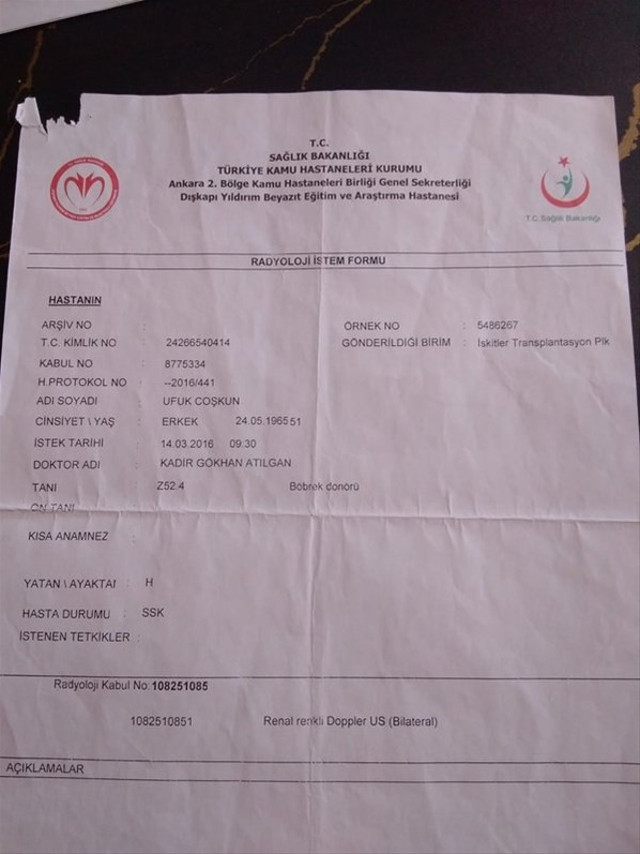 T.C.
SAĞLIK BAKANLIĞI
TÜRKİYE KAMU HASTANELERİ KURUMU
Ankara 2. Bölge Kamu Hastaneleri Birliği Genel Sekreterliği
Dışkapı Yıldırım Beyazıt Eğitim ve Araştırma Hastanesi
T.C. Sağlık Bakanlığı
RADYOLOJİ İSTEM FORMU
HASTANIN
ARŞİV NO : ÖRNEK NO : 5486267
T.C. KİMLİK NO : 24266540414 GÖNDERİLDİĞİ BİRİM : İskitler Transplantasyon Plk
KABUL NO : 8775334
H.PROTOKOL NO : --2016/441
ADI SOYADI : UFUK COŞKUN
CİNSİYET \ YAŞ : ERKEK 24.05.196551
İSTEK TARİHİ : 14.03.2016 09.30
DOKTOR ADI : KADİR GÖKHAN ATILGAN
TANI : Z52.4 Böbrek donörü
ÖN TANI
KISA ANAMNEZ :
YATAN \ AYAKTAI : H
HASTA DURUMU : SSK
İSTENEN TETKİKLER :
Radyoloji Kabul No: 108251085
1082510851 Renal renkli Doppler US (Bilateral)
AÇIKLAMALAR